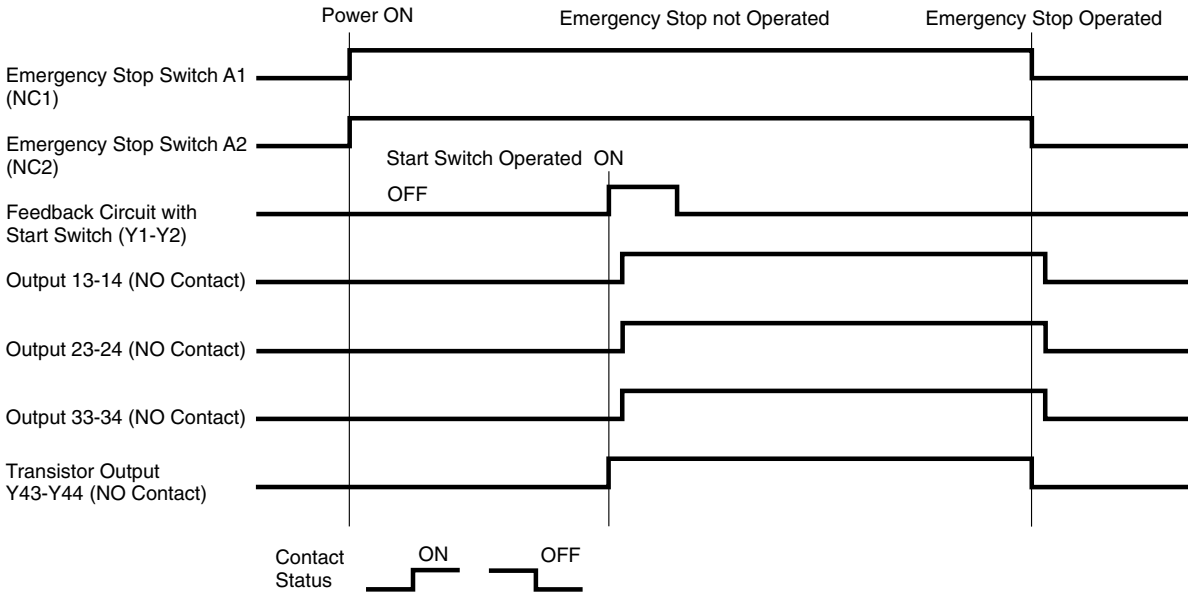 Power ON
Emergency Stop not Operated
Emergency Stop Operated
Emergency Stop Switch A1
(NC1)
Emergency Stop Switch A2
(NC2)
Start Switch Operated ON
OFF
Feedback Circuit with
Start Switch (Y1-Y2)
Output 13-14 (NO Contact)
Output 23-24 (NO Contact)
Output 33-34 (NO Contact)
Transistor Output
Y43-Y44 (NO Contact)
Contact
Status
ON
OFF